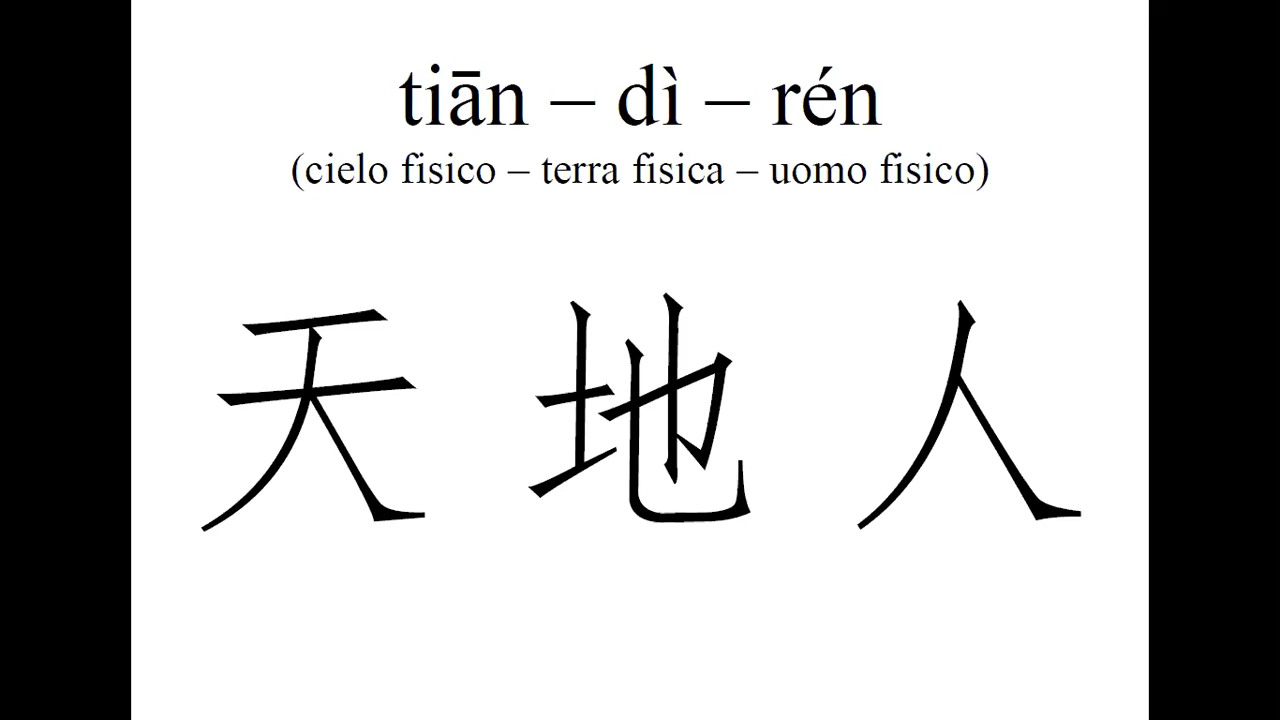 tiān – dì – rén
(cielo fisico – terra fisica – uomo fisico)
天 地 人